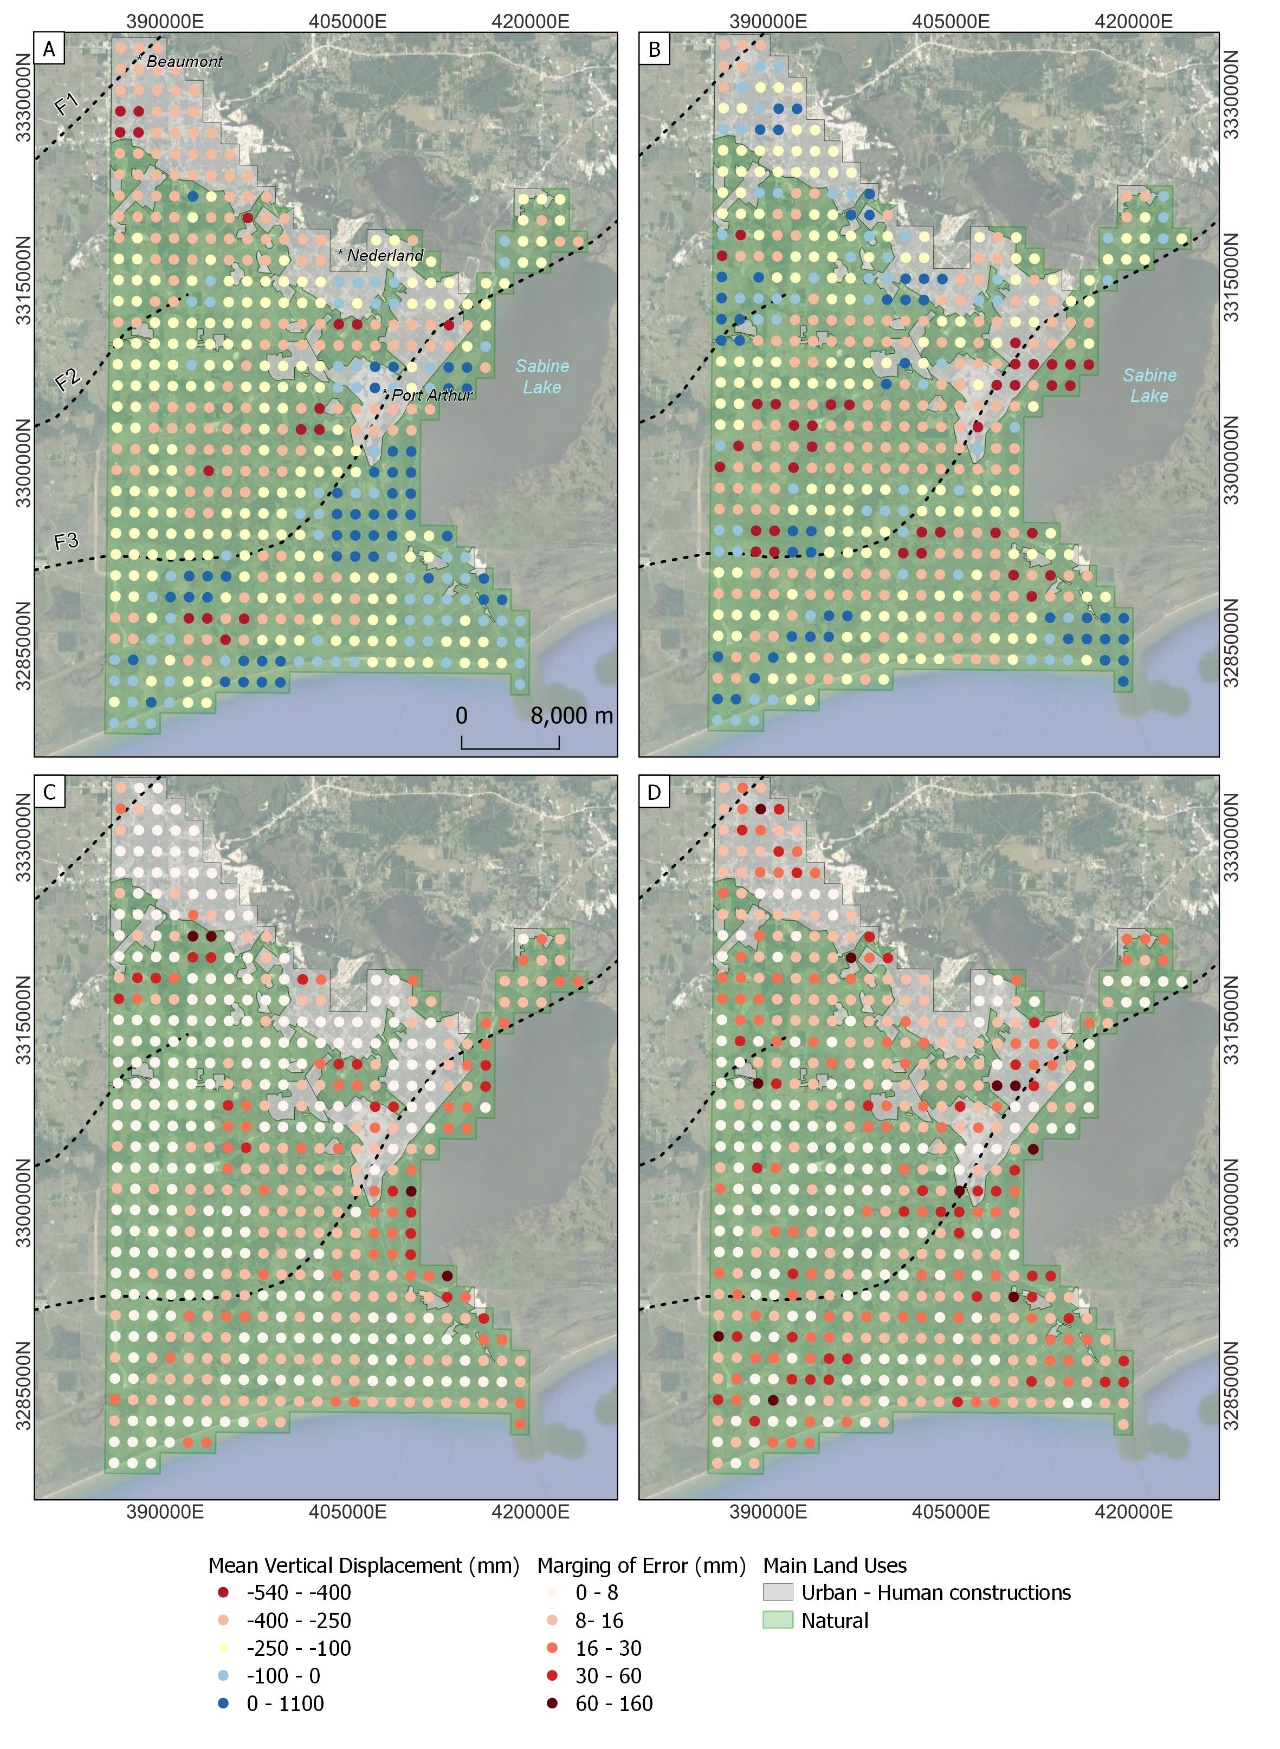 390000E 405000E 420000E 390000E 405000E 420000E
A
* Beaumont
F1
* Nederland
F2
Sabine
Lake
* Port Arthur
F3
0 8,000 m
3330000N
3315000N
3300000N
3285000N
B
Sabine
Lake
3330000N
3315000N
3300000N
3285000N
C
3330000N
3315000N
3300000N
3285000N
D
3330000N
3315000N
3300000N
3285000N
390000E 405000E 420000E 390000E 405000E 420000E
Mean Vertical Displacement (mm)
-540 - -400
-400 - -250
-250 - -100
-100 - 0
0 - 1100
Marging of Error (mm)
0 - 8
8- 16
16 - 30
30 - 60
60 - 160
Main Land Uses
Urban - Human constructions
Natural